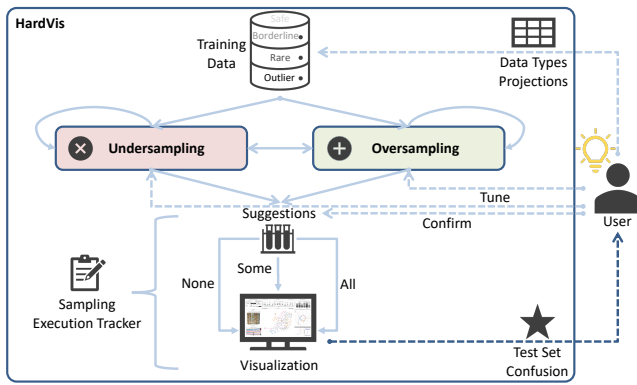 HardVis
Safe
Borderline
Rare
Outlier
Training
Data
Data Types
Projections
Undersampling
Oversampling
Tune
Suggestions
Confirm
User
None
Some
All
Sampling
Execution Tracker
Visualization
Test Set
Confusion